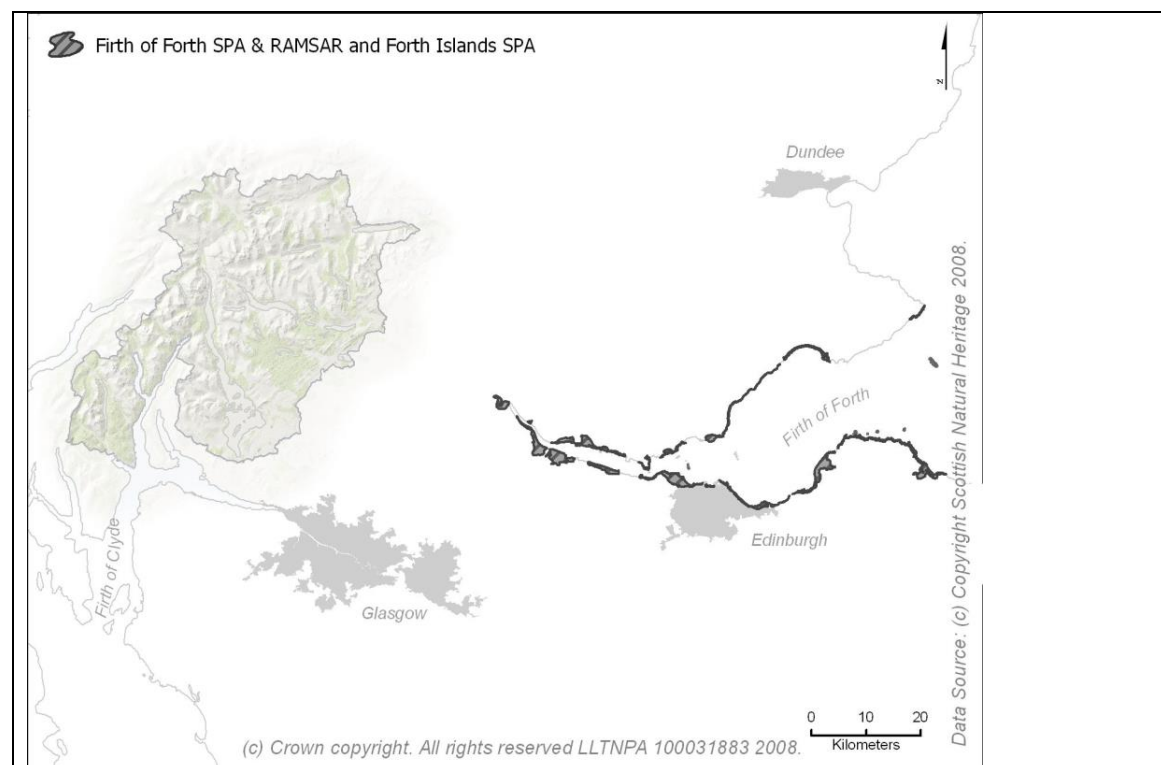 Firth of Forth SPA & RAMSAR and Forth Islands SPA
N
Dundee
Firth of Forth
Edinburgh
Firth of Clyde
Glasgow
0 10 20
Kilometers
(c) Crown copyright. All rights reserved LLTNPA 100031883 2008.
Data Source: (c) Copyright Scottish Natural Heritage 2008.